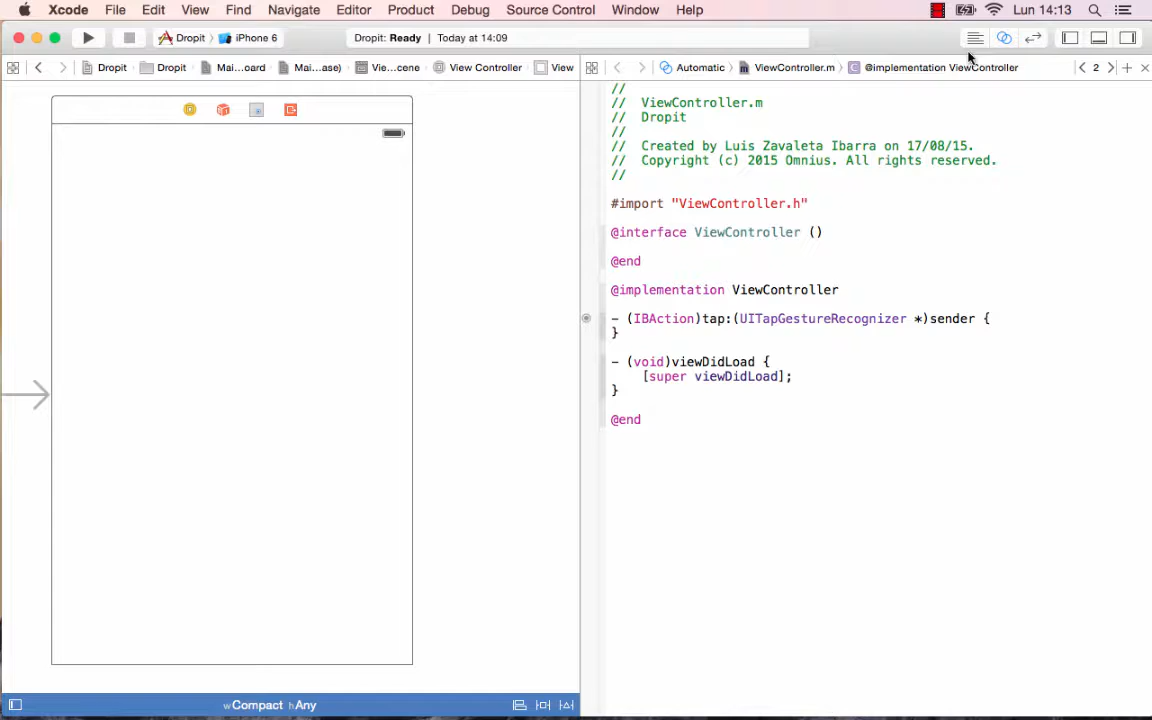 Xcode File Edit View Find Navigate Editor Product Debug Source Control Window Help Lun 14:13
Dropit iPhone 6 Dropit: Ready | Today at 14:09
Dropit Dropit Mai...oard Mai...ase) Vie...cene View Controller View
Automatic ViewController.m @implementation ViewController 2
//
// ViewController.m
// Dropit
//
// Created by Luis Zavaleta Ibarra on 17/08/15.
// Copyright (c) 2015 Omnius. All rights reserved.
//
#import "ViewController.h"
@interface ViewController ()
@end
@implementation ViewController
- (IBAction)tap:(UITapGestureRecognizer *)sender {
}
- (void)viewDidLoad {
[super viewDidLoad];
}
@end
wCompact hAny